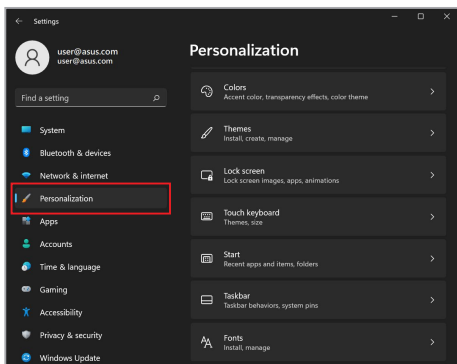 Settings
user@asus.com
user@asus.com
Find a setting
System
Bluetooth & devices
Network & internet
Personalization
Apps
Accounts
Time & language
Gaming
Accessibility
Privacy & security
Windows Update
Personalization
Colors
Accent color, transparency effects, color theme
Themes
Install, create, manage
Lock screen
Lock screen images, apps, animations
Touch keyboard
Themes, size
Start
Recent apps and items, folders
Taskbar
Taskbar behaviors, system pins
Fonts
Install, manage